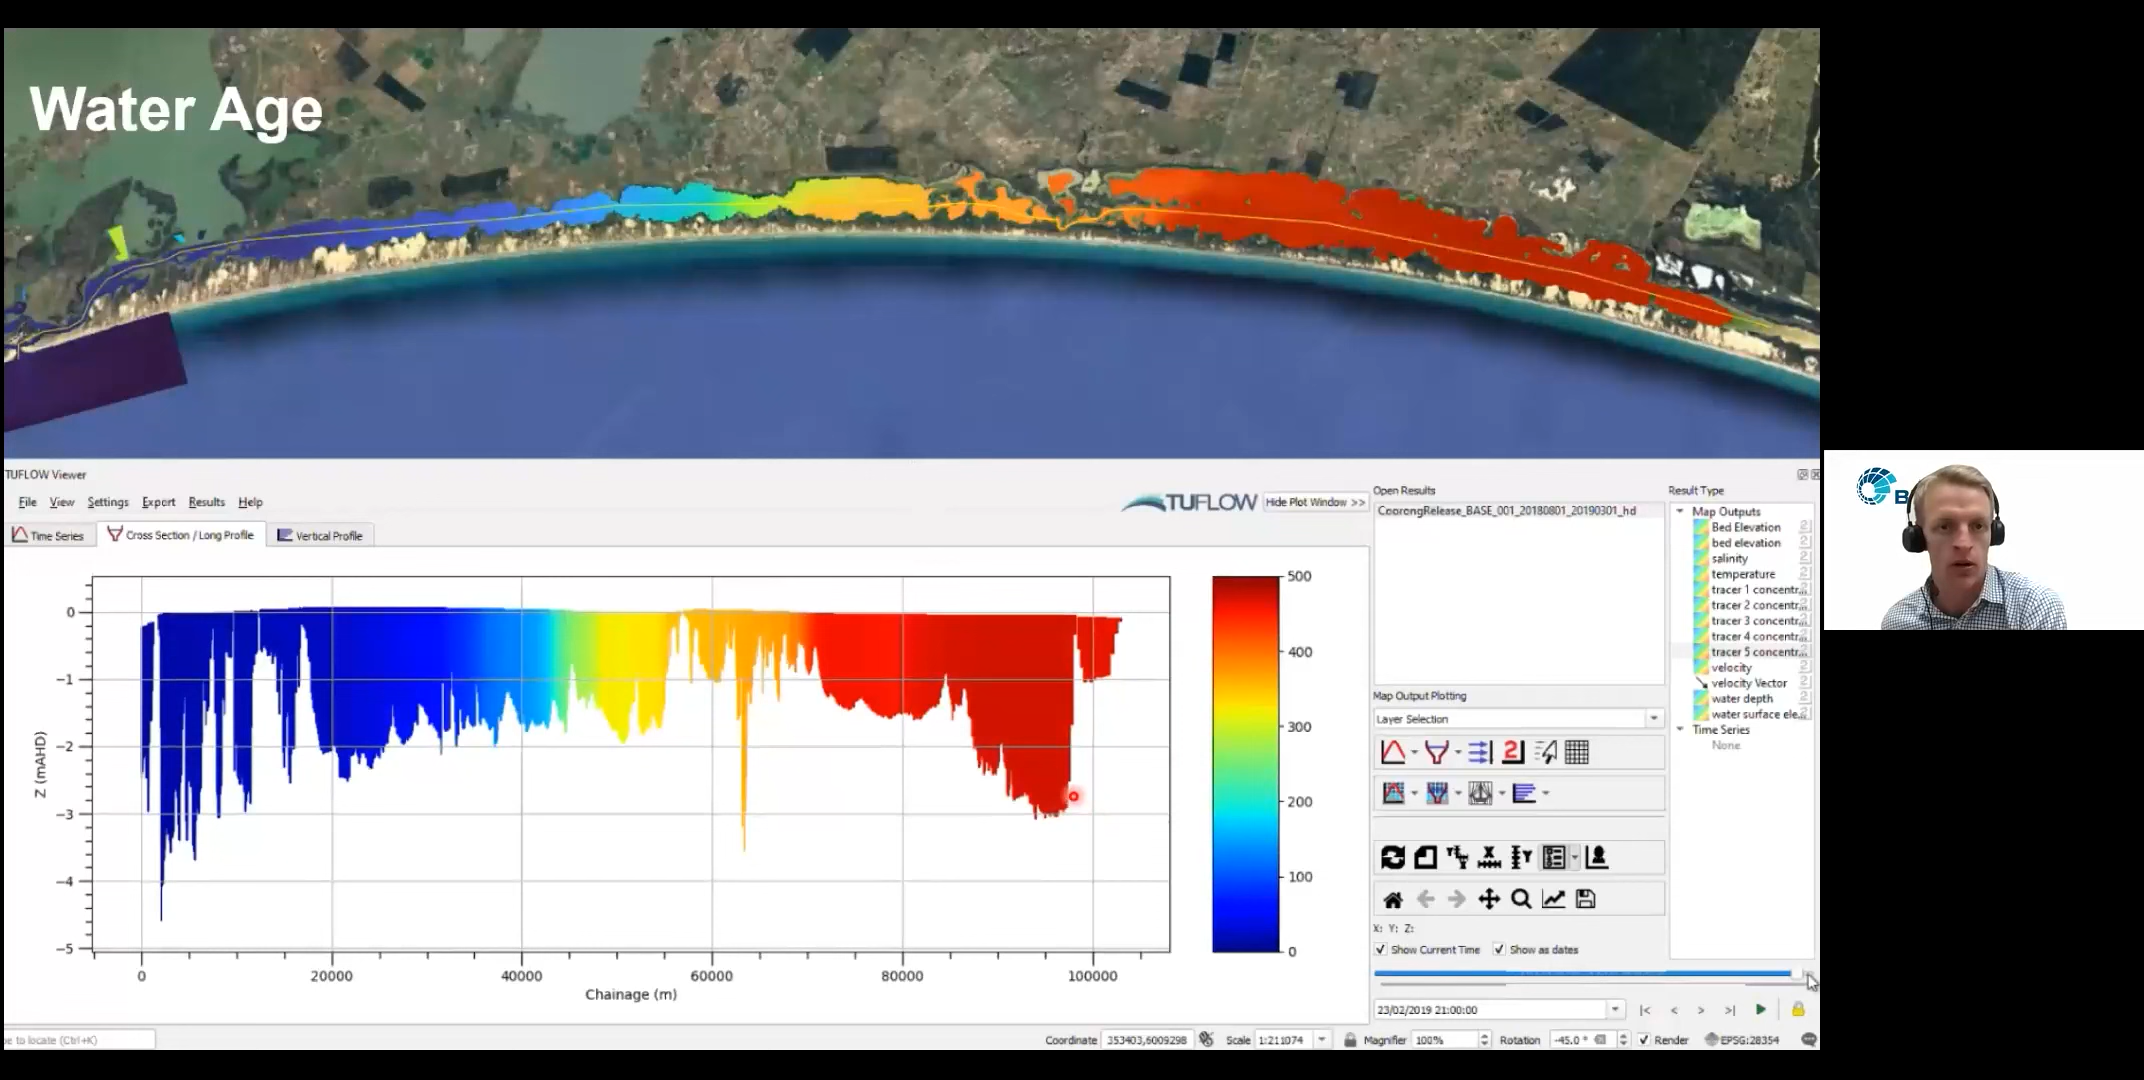 Water Age
TUFLOW Viewer
File View Settings Export Results Help
TUFLOW
Hide Plot Window >>
Time Series
Cross Section / Long Profile
Vertical Profile
0
−1
−2
−3
−4
−5
Z (mAHD)
0 20000 40000 60000 80000 100000
Chainage (m)
500
400
300
200
100
0
Open Results
CoorongRelease_BASE_001_20180801_20190301_hd
Map Output Plotting
Layer Selection
X: Y: Z:
Show Current Time
Show as dates
23/02/2019 21:00:00
Result Type
Map Outputs
Bed Elevation
bed elevation
salinity
temperature
tracer 1 concentr...
tracer 2 concentr...
tracer 3 concentr...
tracer 4 concentr...
tracer 5 concentr...
velocity
velocity Vector
water depth
water surface ele...
Time Series
None
|< < > >|
e to locate (Ctrl+K)
Coordinate 353403,6009298 Scale 1:211074 Magnifier 100% Rotation -45.0 ° Render EPSG:28354
B